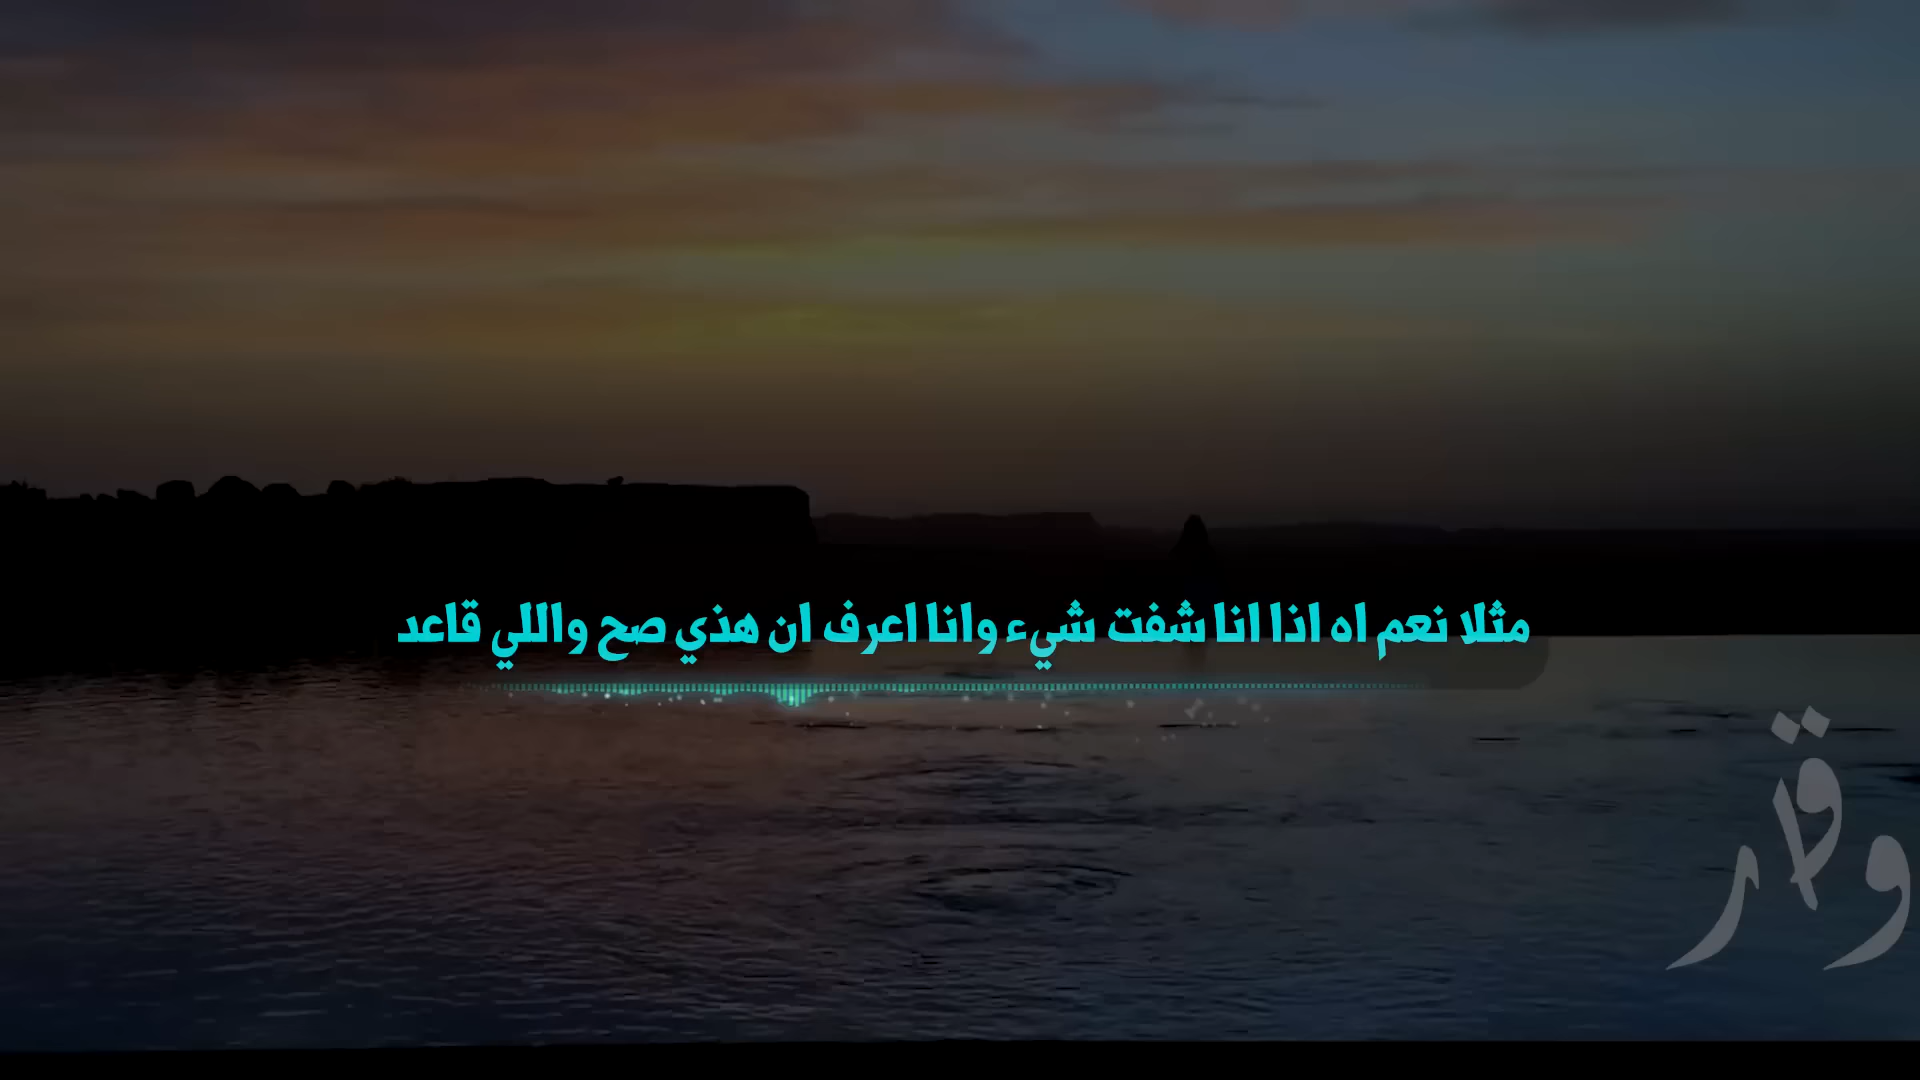 مثلا نعم اه اذا انا شفت شيء وانا اعرف ان هذي صح واللي قاعد
وقار